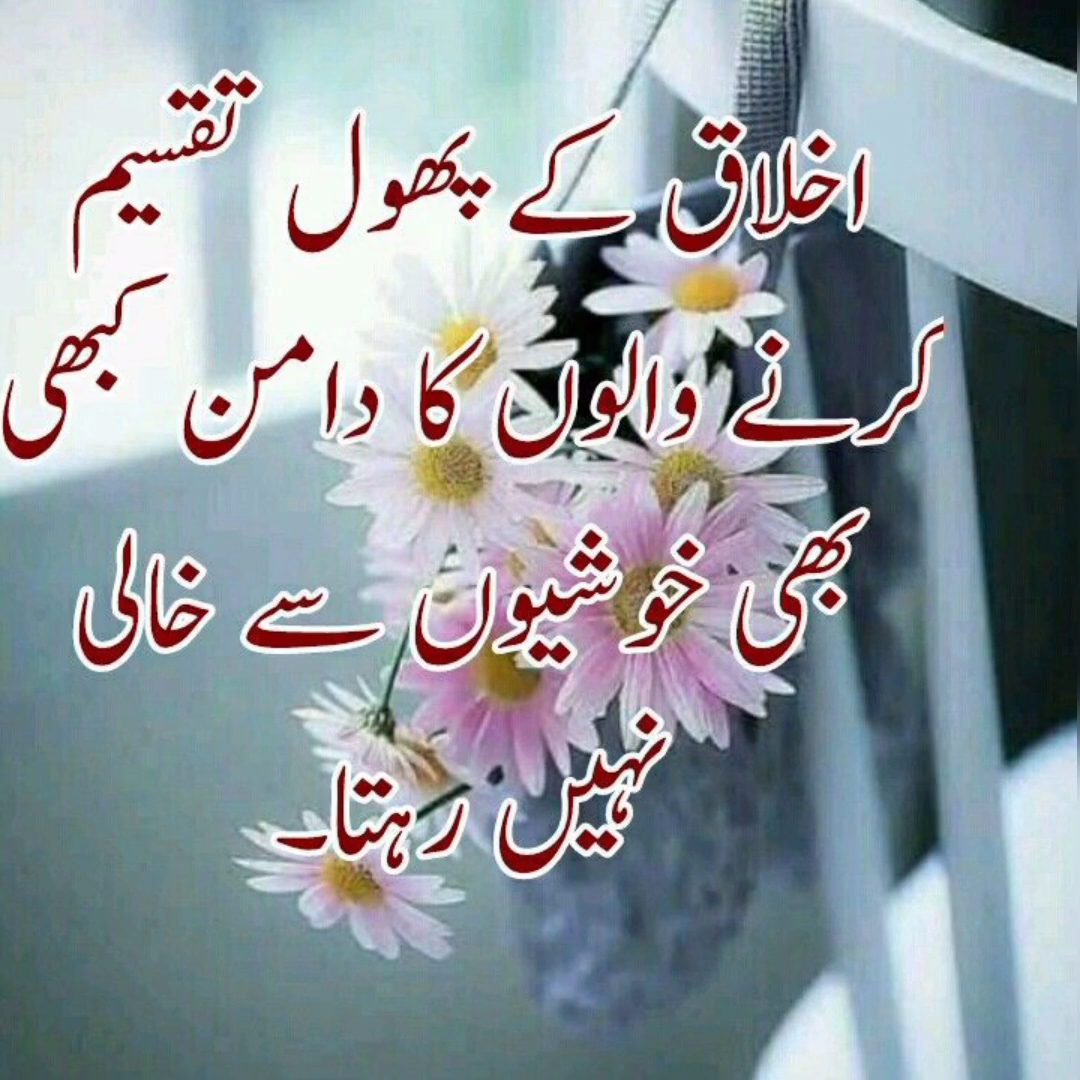 اخلاق کے پھول تقسیم
کرنے والوں کا دامن کبھی
بھی خوشیوں سے خالی
نہیں رہتا۔